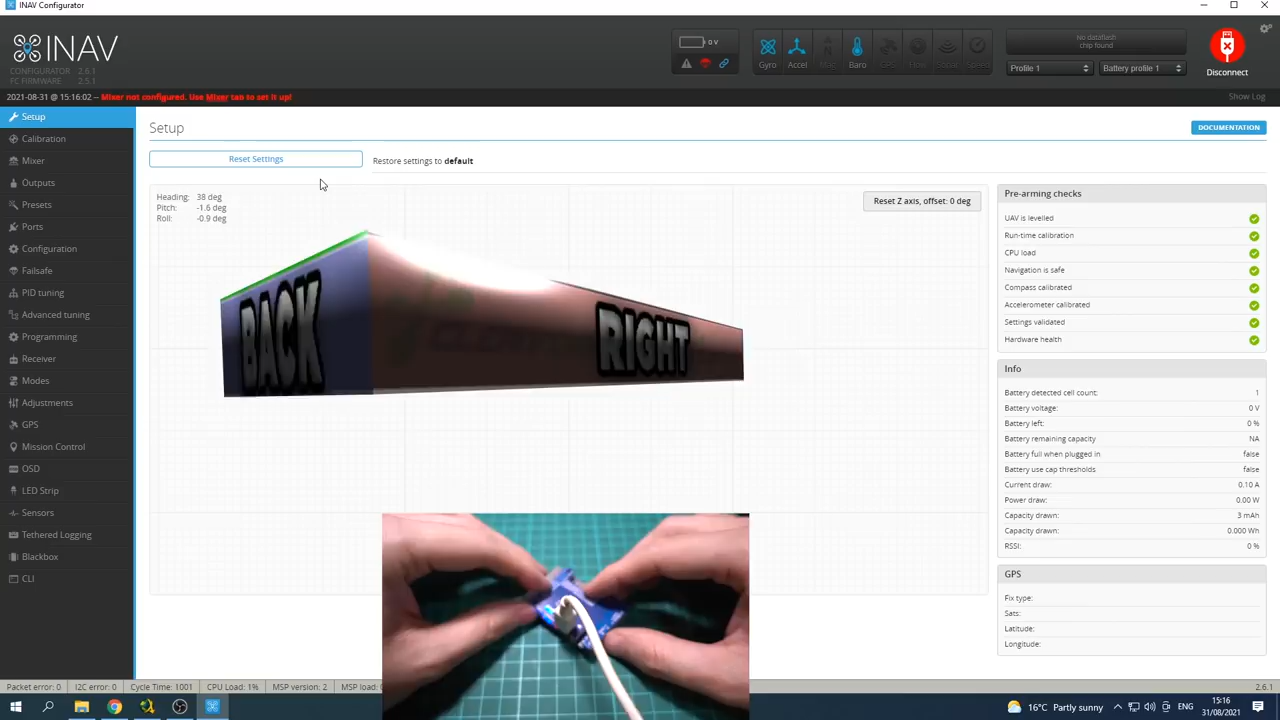 INAV Configurator
INAV
CONFIGURATOR 2.6.1
FC FIRMWARE 2.5.1
0 V
Gyro
Accel
Mag
Baro
GPS
Flow
Sonar
Speed
No dataflash
chip found
Profile 1
Battery profile 1
Disconnect
2021-08-31 @ 15:16:02 -- Mixer not configured. Use Mixer tab to set it up!
Show Log
Setup
Calibration
Mixer
Outputs
Presets
Ports
Configuration
Failsafe
PID tuning
Advanced tuning
Programming
Receiver
Modes
Adjustments
GPS
Mission Control
OSD
LED Strip
Sensors
Tethered Logging
Blackbox
CLI
Setup
DOCUMENTATION
Reset Settings
Restore settings to default
Heading: 38 deg
Pitch: -1.6 deg
Roll: -0.9 deg
Reset Z axis, offset: 0 deg
BACK
RIGHT
Pre-arming checks
UAV is levelled
Run-time calibration
CPU load
Navigation is safe
Compass calibrated
Accelerometer calibrated
Settings validated
Hardware health
Info
Battery detected cell count: 1
Battery voltage: 0 V
Battery left: 0 %
Battery remaining capacity NA
Battery full when plugged in false
Battery use cap thresholds false
Current draw: 0.10 A
Power draw: 0.00 W
Capacity drawn: 3 mAh
Capacity drawn: 0.000 Wh
RSSI: 0 %
GPS
Fix type:
Sats:
Latitude:
Longitude:
Packet error: 0
I2C error: 0
Cycle Time: 1001
CPU Load: 1%
MSP version: 2
MSP load:
2.6.1
16°C Partly sunny
ENG
15:16
31/08/2021